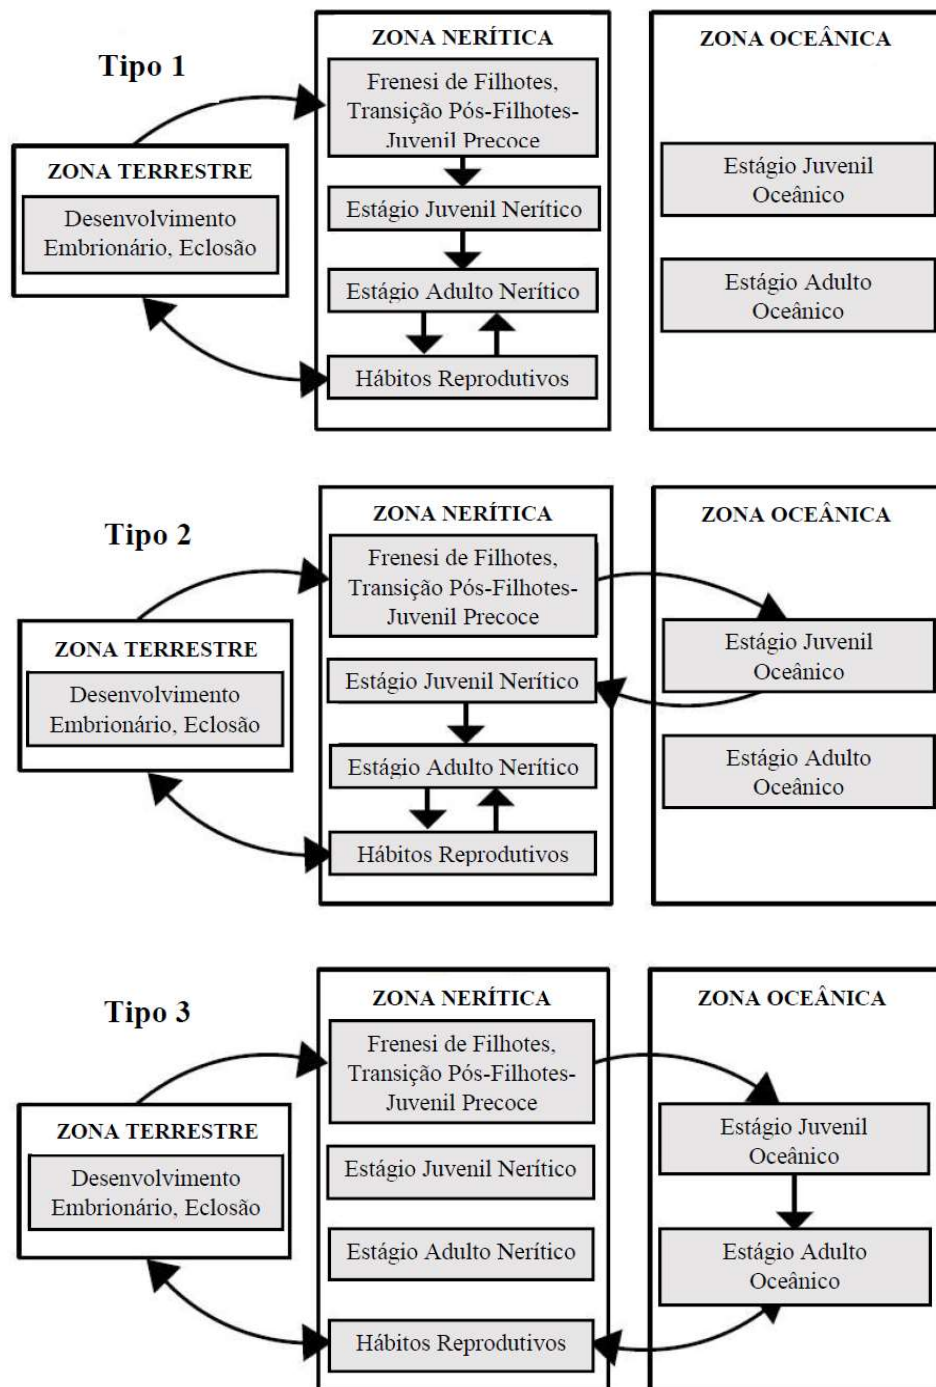 Tipo 1
ZONA TERRESTRE
Desenvolvimento
Embrionário, Eclosão
ZONA NERÍTICA
Frenesi de Filhotes,
Transição Pós-Filhotes-
Juvenil Precoce
Estágio Juvenil Nerítico
Estágio Adulto Nerítico
Hábitos Reprodutivos
ZONA OCEÂNICA
Estágio Juvenil
Oceânico
Estágio Adulto
Oceânico
Tipo 2
ZONA TERRESTRE
Desenvolvimento
Embrionário, Eclosão
ZONA NERÍTICA
Frenesi de Filhotes,
Transição Pós-Filhotes-
Juvenil Precoce
Estágio Juvenil Nerítico
Estágio Adulto Nerítico
Hábitos Reprodutivos
ZONA OCEÂNICA
Estágio Juvenil
Oceânico
Estágio Adulto
Oceânico
Tipo 3
ZONA TERRESTRE
Desenvolvimento
Embrionário, Eclosão
ZONA NERÍTICA
Frenesi de Filhotes,
Transição Pós-Filhotes-
Juvenil Precoce
Estágio Juvenil Nerítico
Estágio Adulto Nerítico
Hábitos Reprodutivos
ZONA OCEÂNICA
Estágio Juvenil
Oceânico
Estágio Adulto
Oceânico